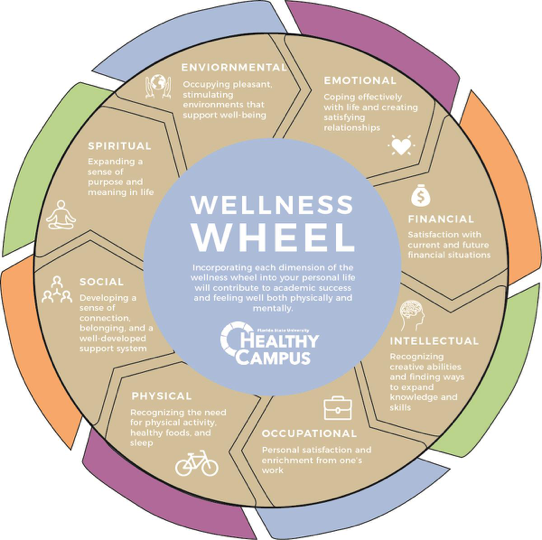 WELLNESS
WHEEL
Incorporating each dimension of the
wellness wheel into your personal life
will contribute to academic success
and feeling well both physically and
mentally.
Florida State University
HEALTHY
CAMPUS
ENVIORNMENTAL
Occupying pleasant,
stimulating
environments that
support well-being
EMOTIONAL
Coping effectively
with life and creating
satisfying
relationships
$
FINANCIAL
Satisfaction with
current and future
financial situations
INTELLECTUAL
Recognizing
creative abilities
and finding ways
to expand
knowledge and
skills
OCCUPATIONAL
Personal satisfaction and
enrichment from one's
work
PHYSICAL
Recognizing the need
for physical activity,
healthy foods, and
sleep
SOCIAL
Developing a
sense of
connection,
belonging, and a
well-developed
support system
SPIRITUAL
Expanding a
sense of
purpose and
meaning in life